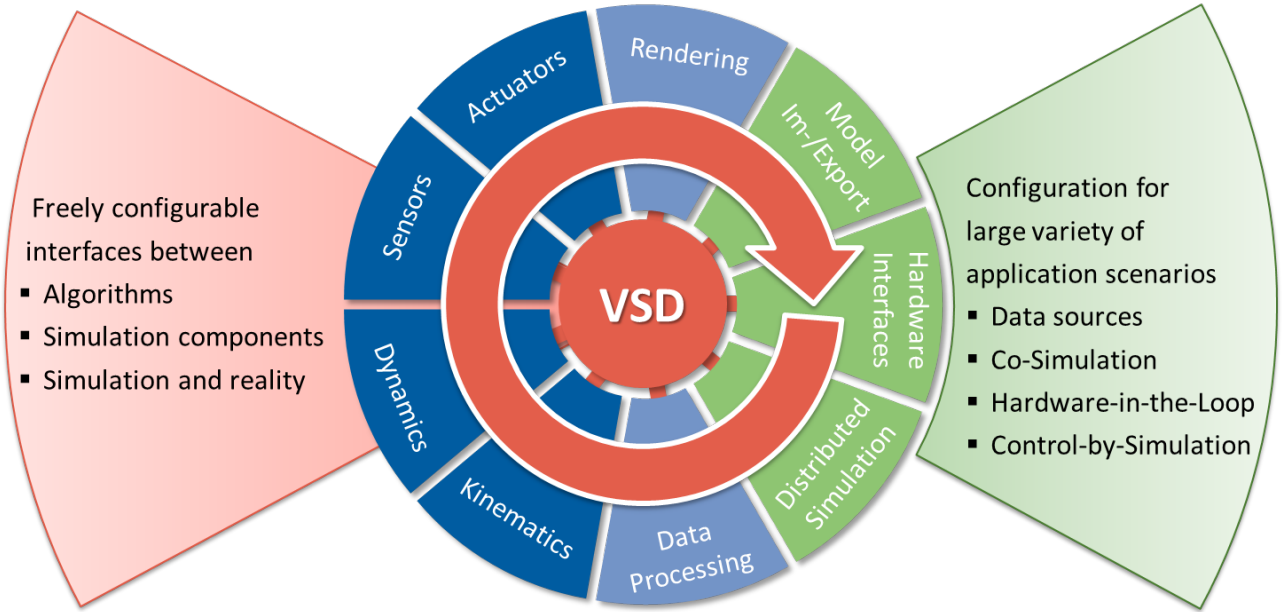 Freely configurable
interfaces between
▪ Algorithms
▪ Simulation components
▪ Simulation and reality
Actuators
Rendering
Model
Im-/Export
Sensors
Hardware
Interfaces
VSD
Dynamics
Distributed
Simulation
Kinematics
Data
Processing
Configuration for
large variety of
application scenarios
▪ Data sources
▪ Co-Simulation
▪ Hardware-in-the-Loop
▪ Control-by-Simulation